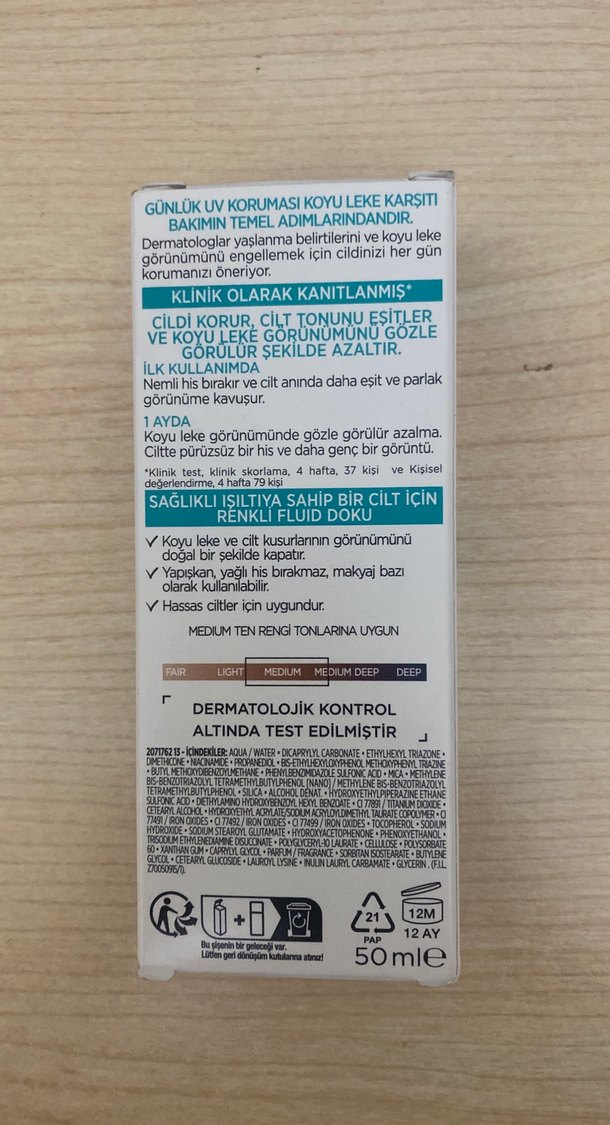 GÜNLÜK UV KORUMASI KOYU LEKE KARŞITI
BAKIMIN TEMEL ADIMLARINDANDIR.
Dermatologlar yaşlanma belirtilerini ve koyu leke
görünümünü engellemek için cildinizi her gün
korumanızı öneriyor.
KLİNİK OLARAK KANITLANMIŞ*
CİLDİ KORUR, CİLT TONUNU EŞİTLER
VE KOYU LEKE GÖRÜNÜMÜNÜ GÖZLE
GÖRÜLÜR ŞEKİLDE AZALTIR.
İLK KULLANIMDA
Nemli his bırakır ve cilt anında daha eşit ve parlak
görünüme kavuşur.
1 AYDA
Koyu leke görünümünde gözle görülür azalma.
Ciltte pürüzsüz bir his ve daha genç bir görüntü.
*Klinik test, klinik skorlama, 4 hafta, 37 kişi ve Kişisel
değerlendirme, 4 hafta 79 kişi
SAĞLIKLI IŞILTIYA SAHİP BİR CİLT İÇİN
RENKLİ FLUID DOKU
✓ Koyu leke ve cilt kusurlarının görünümünü
doğal bir şekilde kapatır.
✓ Yapışkan, yağlı his bırakmaz, makyaj bazı
olarak kullanılabilir.
✓ Hassas ciltler için uygundur.
MEDIUM TEN RENGİ TONLARINA UYGUN
FAIR LIGHT MEDIUM MEDIUM DEEP DEEP
DERMATOLOJİK KONTROL
ALTINDA TEST EDİLMİŞTİR
2071762 13 - İÇİNDEKİLER: AQUA / WATER • DICAPRYLYL CARBONATE • ETHYLHEXYL TRIAZONE •
DIMETHICONE • NIACINAMIDE • PROPANEDIOL • BIS-ETHYLHEXYLOXYPHENOL METHOXYPHENYL TRIAZINE
• BUTYL METHOXYDIBENZOYLMETHANE • PHENYLBENZIMIDAZOLE SULFONIC ACID • MICA • METHYLENE
BIS-BENZOTRIAZOLYL TETRAMETHYLBUTYLPHENOL [NANO] / METHYLENE BIS-BENZOTRIAZOLYL
TETRAMETHYLBUTYLPHENOL • SILICA • ALCOHOL DENAT. • HYDROXYETHYLPIPERAZINE ETHANE
SULFONIC ACID • DIETHYLAMINO HYDROXYBENZOYL HEXYL BENZOATE • CI 77891 / TITANIUM DIOXIDE •
CETEARYL ALCOHOL • HYDROXYETHYL ACRYLATE/SODIUM ACRYLOYLDIMETHYL TAURATE COPOLYMER • CI
77491 / IRON OXIDES • CI 77492 / IRON OXIDES • CI 77499 / IRON OXIDES • TOCOPHEROL • SODIUM
HYDROXIDE • SODIUM STEAROYL GLUTAMATE • HYDROXYACETOPHENONE • PHENOXYETHANOL •
TRISODIUM ETHYLENEDIAMINE DISUCCINATE • POLYGLYCERYL-10 LAURATE • CELLULOSE • POLYSORBATE
60 • XANTHAN GUM • CAPRYLYL GLYCOL • PARFUM / FRAGRANCE • SORBITAN ISOSTEARATE • BUTYLENE
GLYCOL • CETEARYL GLUCOSIDE • LAUROYL LYSINE • INULIN LAURYL CARBAMATE • GLYCERIN . (F.I.L.
Z70050915/1).
Bu şişenin bir geleceği var.
Lütfen geri dönüşüm kutularına atınız!
21
PAP
12M
12 AY
50 ml e